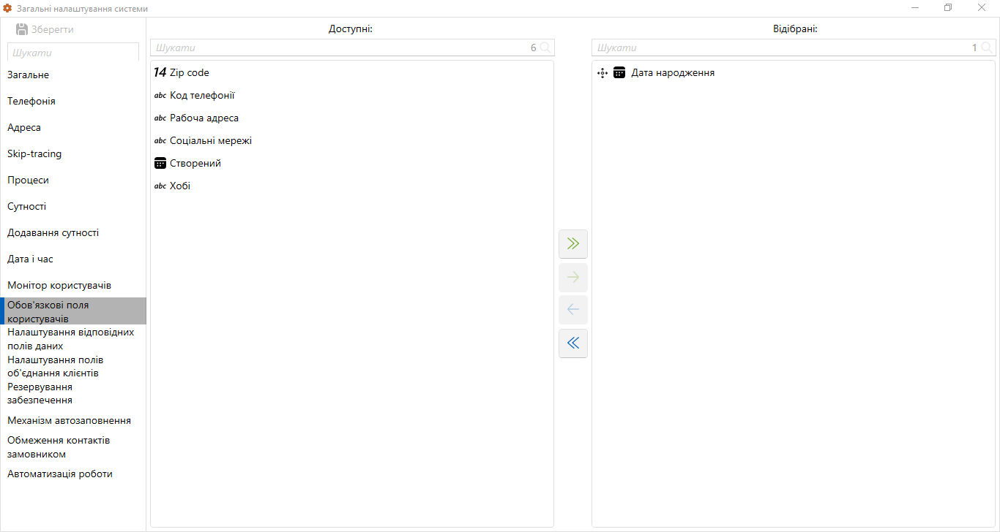 Загальні налаштування системи
Зберегти
Шукати
Загальне
Телефонія
Адреса
Skip-tracing
Процеси
Сутності
Додавання сутності
Дата і час
Монітор користувачів
Обов'язкові поля
користувачів
Налаштування відповідних
полів даних
Налаштування полів
об'єднання клієнтів
Резервування
забезпечення
Механізм автозаповнення
Обмеження контактів
замовником
Автоматизація роботи
Доступні:
Шукати 6
14 Zip code
abc Код телефонії
abc Рабоча адреса
abc Соціальні мережі
Створений
abc Хобі
Відібрані:
Шукати 1
Дата народження